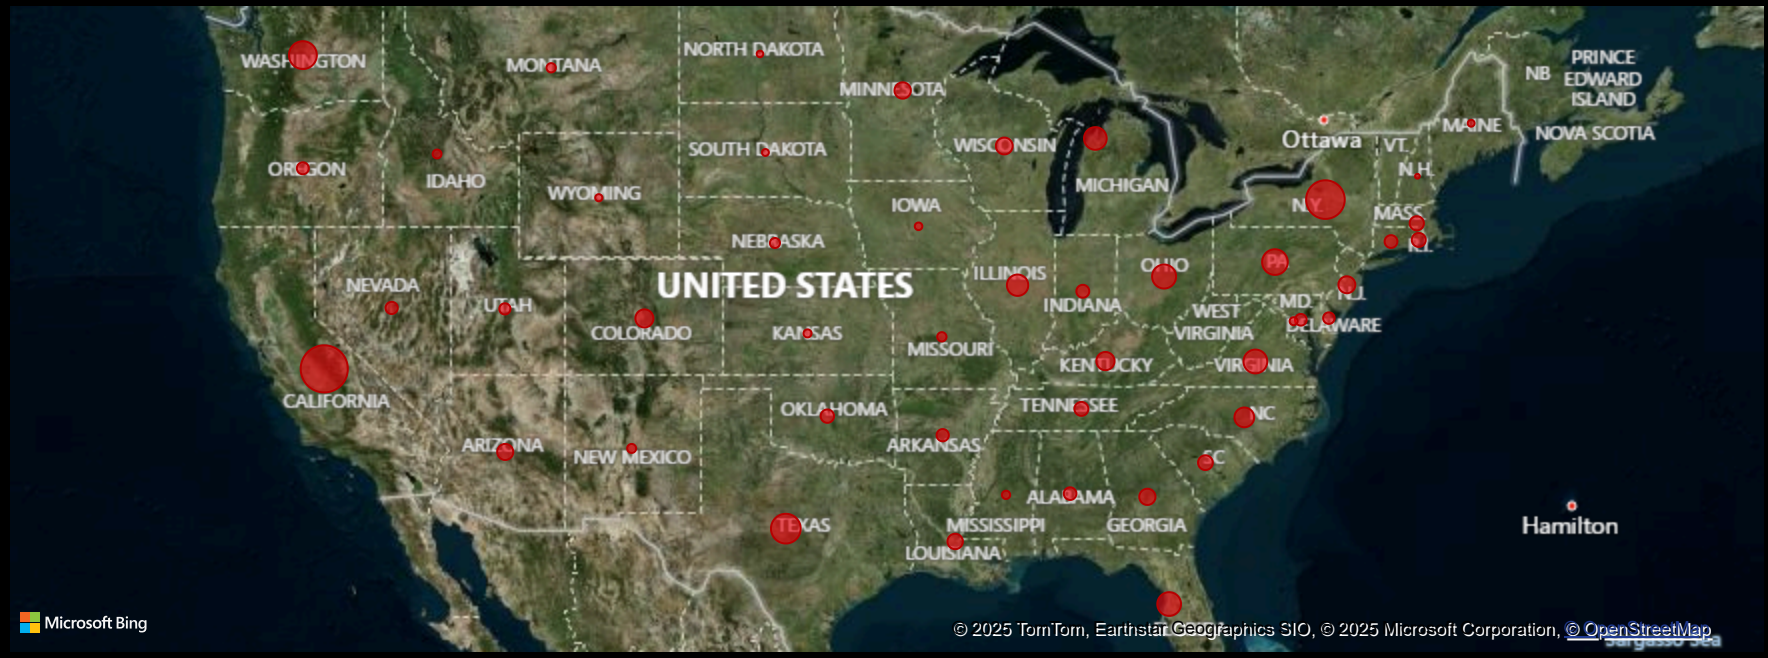 WASHINGTON
MONTANA
NORTH DAKOTA
MINNESOTA
PRINCE
EDWARD
ISLAND
NB
MAINE
NOVA SCOTIA
Ottawa
VT.
N.H.
OREGON
IDAHO
SOUTH DAKOTA
WISCONSIN
MICHIGAN
WYOMING
IOWA
N.Y.
MASS.
R.I.
NEBRASKA
UNITED STATES
NEVADA
UTAH
COLORADO
KANSAS
ILLINOIS
INDIANA
OHIO
PA
N.J.
MD
DELAWARE
WEST
VIRGINIA
MISSOURI
KENTUCKY
VIRGINIA
CALIFORNIA
OKLAHOMA
TENNESSEE
NC
ARIZONA
NEW MEXICO
ARKANSAS
SC
TEXAS
MISSISSIPPI
ALABAMA
GEORGIA
LOUISIANA
Hamilton
Microsoft Bing
© 2025 TomTom, Earthstar Geographics SIO, © 2025 Microsoft Corporation, © OpenStreetMap
Sargasso Sea